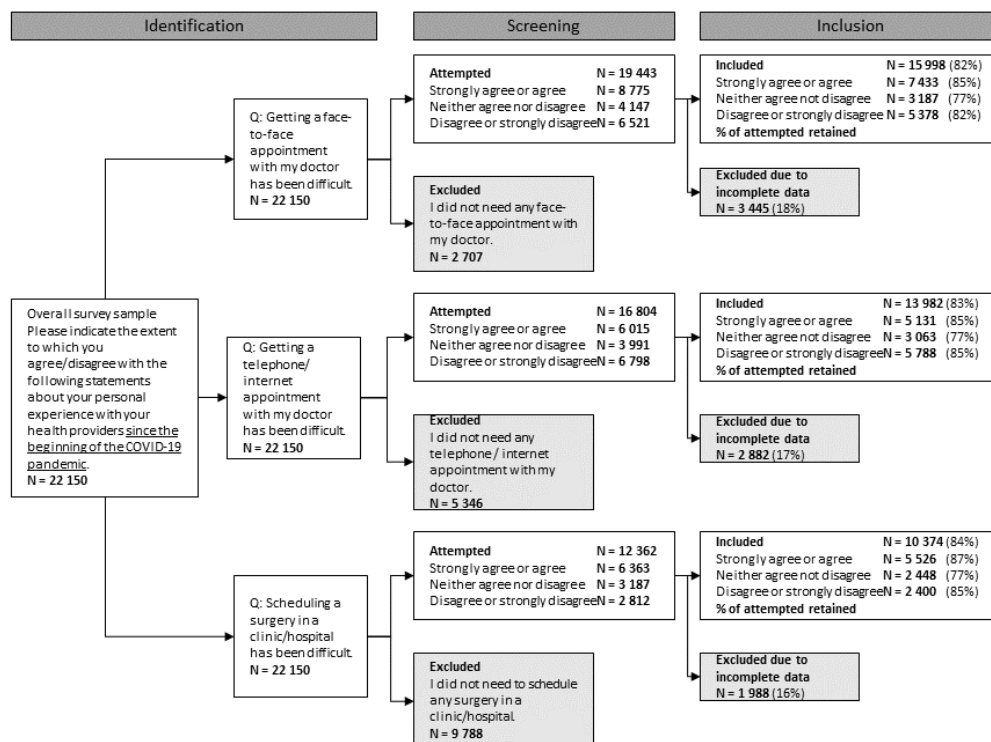 Identification
Screening
Inclusion
Overall survey sample
Please indicate the extent
to which you
agree/disagree with the
following statements
about your personal
experience with your
health providers since the
beginning of the COVID-19
pandemic.
N = 22 150
Q: Getting a face-
to-face
appointment
with my doctor
has been difficult.
N = 22 150
Attempted N = 19 443
Strongly agree or agree N = 8 775
Neither agree nor disagree N = 4 147
Disagree or strongly disagree N = 6 521
Excluded
I did not need any face-
to-face appointment with
my doctor.
N = 2 707
Included N = 15 998 (82%)
Strongly agree or agree N = 7 433 (85%)
Neither agree not disagree N = 3 187 (77%)
Disagree or strongly disagree N = 5 378 (82%)
% of attempted retained
Excluded due to
incomplete data
N = 3 445 (18%)
Q: Getting a
telephone/
internet
appointment
with my doctor
has been difficult.
N = 22 150
Attempted N = 16 804
Strongly agree or agree N = 6 015
Neither agree nor disagree N = 3 991
Disagree or strongly disagree N = 6 798
Excluded
I did not need any
telephone / internet
appointment with my
doctor.
N = 5 346
Included N = 13 982 (83%)
Strongly agree or agree N = 5 131 (85%)
Neither agree not disagree N = 3 063 (77%)
Disagree or strongly disagree N = 5 788 (85%)
% of attempted retained
Excluded due to
incomplete data
N = 2 882 (17%)
Q: Scheduling a
surgery in a
clinic/hospital
has been difficult.
N = 22 150
Attempted N = 12 362
Strongly agree or agree N = 6 363
Neither agree nor disagree N = 3 187
Disagree or strongly disagree N = 2 812
Excluded
I did not need to schedule
any surgery in a
clinic/hospital.
N = 9 788
Included N = 10 374 (84%)
Strongly agree or agree N = 5 526 (87%)
Neither agree not disagree N = 2 448 (77%)
Disagree or strongly disagree N = 2 400 (85%)
% of attempted retained
Excluded due to
incomplete data
N = 1 988 (16%)